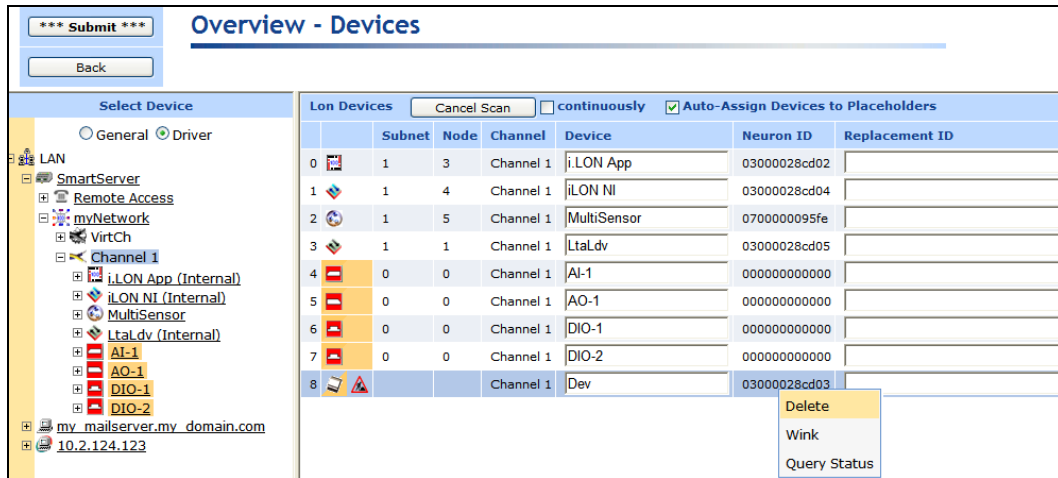 *** Submit ***
Overview - Devices
Back
Select Device
General Driver
LAN
SmartServer
Remote Access
myNetwork
VirtCh
Channel 1
i.LON App (Internal)
iLON NI (Internal)
MultiSensor
LtaLdv (Internal)
AI-1
AO-1
DIO-1
DIO-2
my_mailserver.my_domain.com
10.2.124.123
Lon Devices Cancel Scan continuously Auto-Assign Devices to Placeholders
Subnet Node Channel Device Neuron ID Replacement ID
0 1 3 Channel 1 i.LON App 03000028cd02
1 1 4 Channel 1 iLON NI 03000028cd04
2 1 5 Channel 1 MultiSensor 0700000095fe
3 1 1 Channel 1 LtaLdv 03000028cd05
4 0 0 Channel 1 AI-1 000000000000
5 0 0 Channel 1 AO-1 000000000000
6 0 0 Channel 1 DIO-1 000000000000
7 0 0 Channel 1 DIO-2 000000000000
8 Channel 1 Dev 03000028cd03
Delete
Wink
Query Status